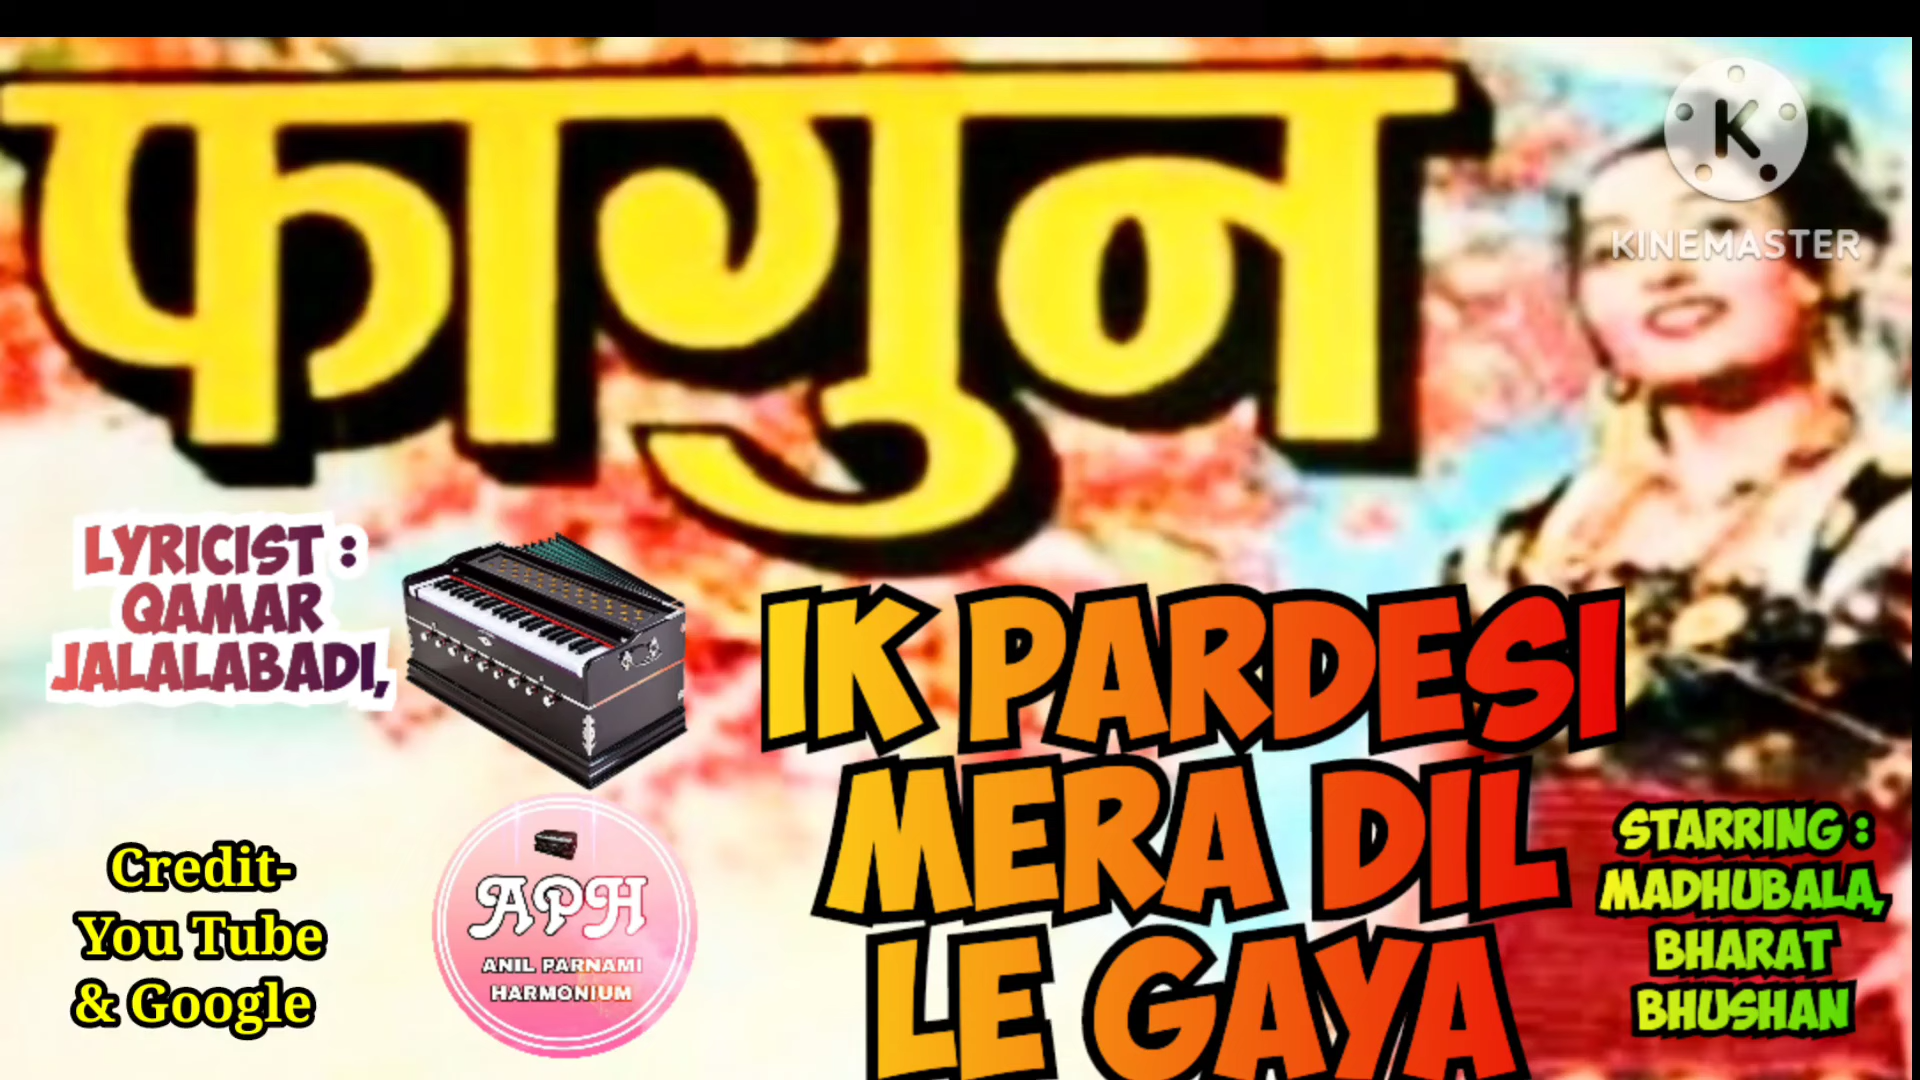 फागुन
K
KINEMASTER
LYRICIST :
QAMAR
JALALABADI,
IK PARDESI
MERA DIL
LE GAYA
STARRING :
MADHUBALA,
BHARAT
BHUSHAN
Credit-
You Tube
& Google
APH
ANIL PARNAMI
HARMONIUM